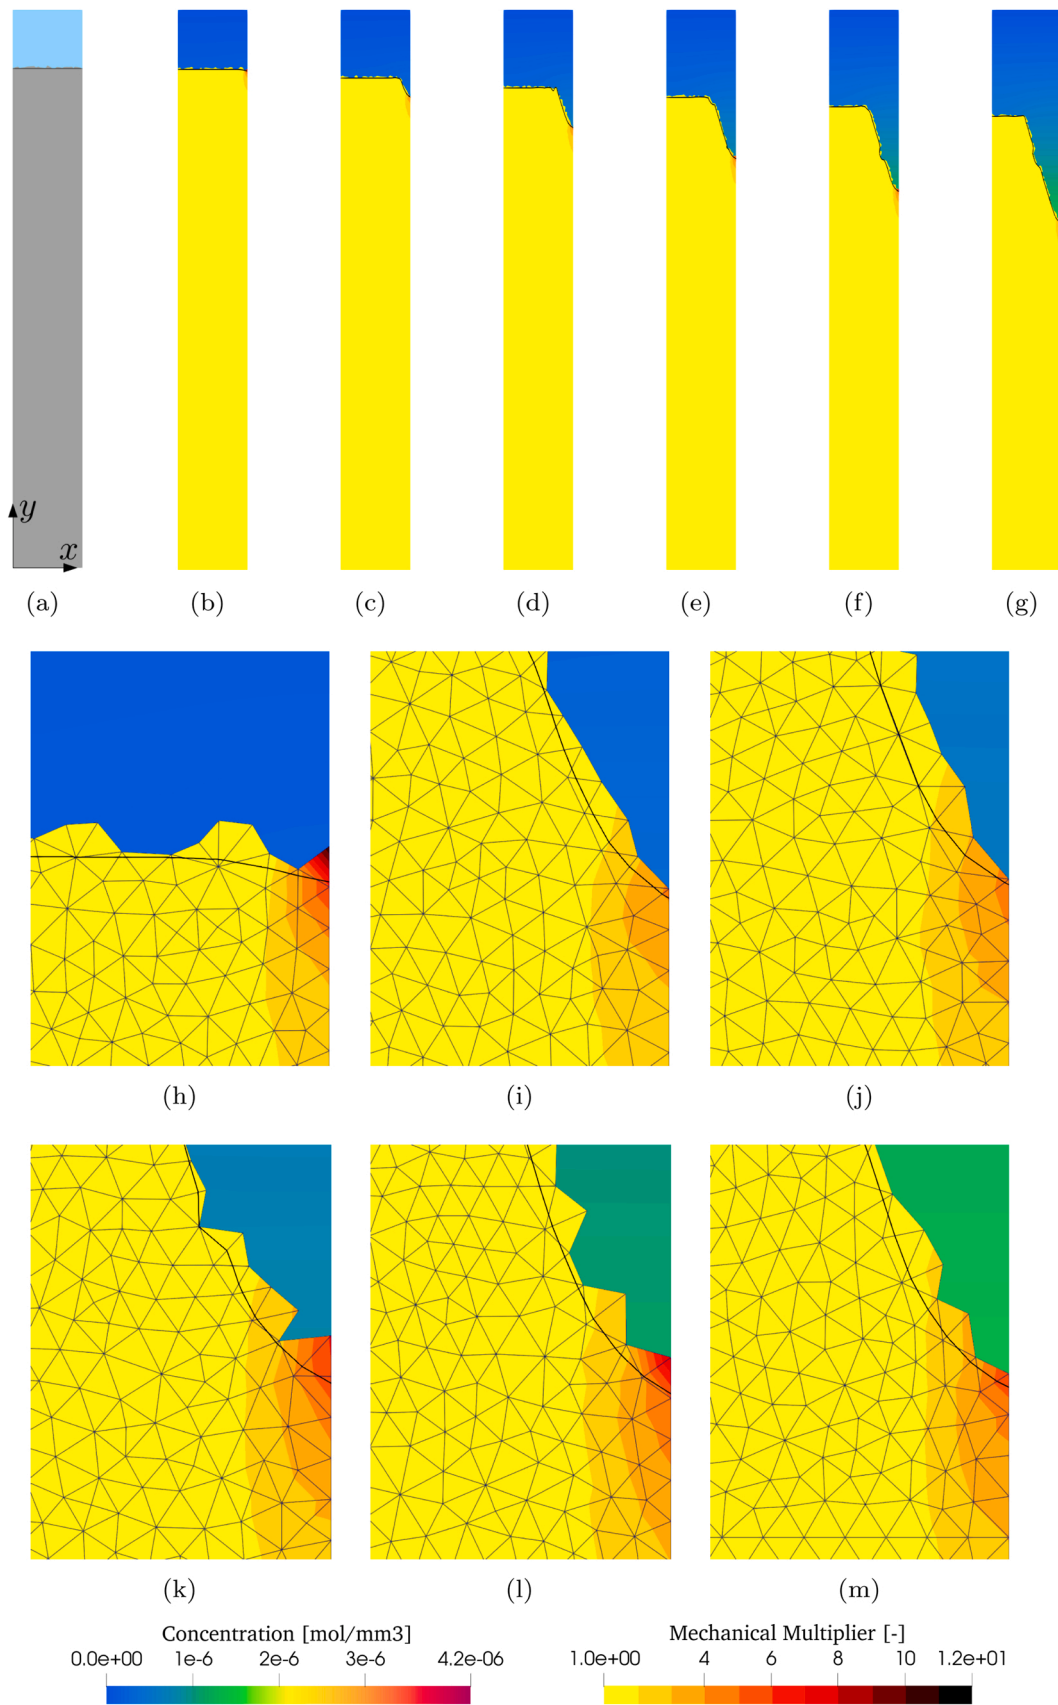 y
x
(a) (b) (c) (d) (e) (f) (g)
(h) (i) (j)
(k) (l) (m)
Concentration [mol/mm3] Mechanical Multiplier [-]
0.0e+00 1e-6 2e-6 3e-6 4.2e-06 1.0e+00 4 6 8 10 1.2e+01